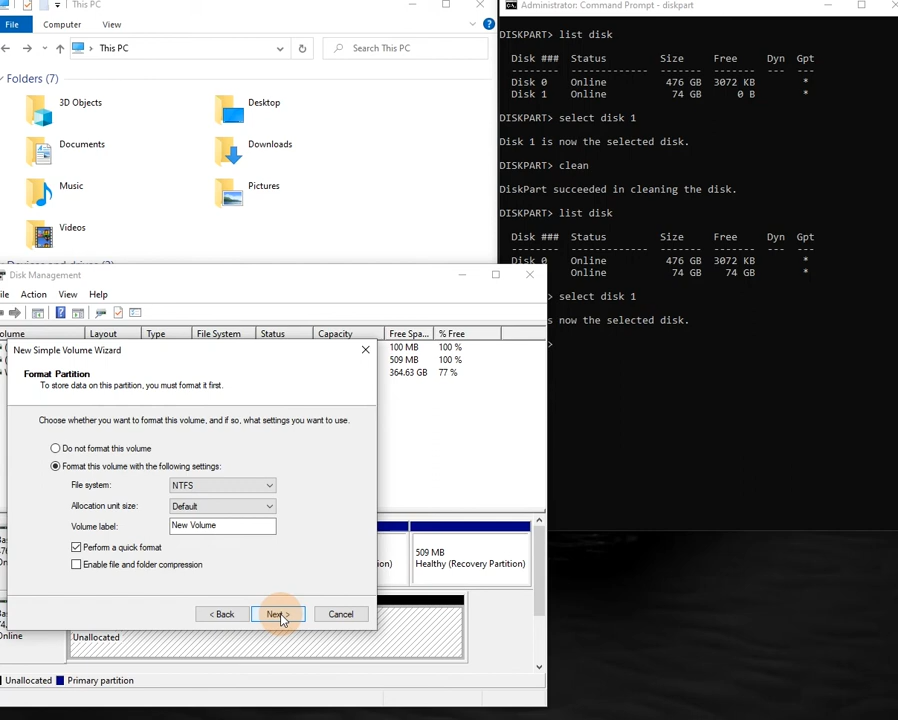 This PC
File
Computer
View
This PC
Search This PC
Folders (7)
3D Objects
Desktop
Documents
Downloads
Music
Pictures
Videos
Administrator: Command Prompt - diskpart
DISKPART> list disk
Disk ### Status Size Free Dyn Gpt
-------- ------------- ------- ------- --- ---
Disk 0 Online 476 GB 3072 KB *
Disk 1 Online 74 GB 0 B *
DISKPART> select disk 1
Disk 1 is now the selected disk.
DISKPART> clean
DiskPart succeeded in cleaning the disk.
DISKPART> list disk
Disk ### Status Size Free Dyn Gpt
-------- ------------- ------- ------- --- ---
Disk 0 Online 476 GB 3072 KB *
Online 74 GB 74 GB *
> select disk 1
s now the selected disk.
>
Disk Management
ile Action View Help
olume Layout Type File System Status Capacity Free Spa... % Free
100 MB 100 %
509 MB 100 %
364.63 GB 77 %
New Simple Volume Wizard
Format Partition
To store data on this partition, you must format it first.
Choose whether you want to format this volume, and if so, what settings you want to use.
Do not format this volume
Format this volume with the following settings:
File system: NTFS
Allocation unit size: Default
Volume label: New Volume
Perform a quick format
Enable file and folder compression
< Back Next > Cancel
on)
509 MB
Healthy (Recovery Partition)
Online
Unallocated
Unallocated Primary partition